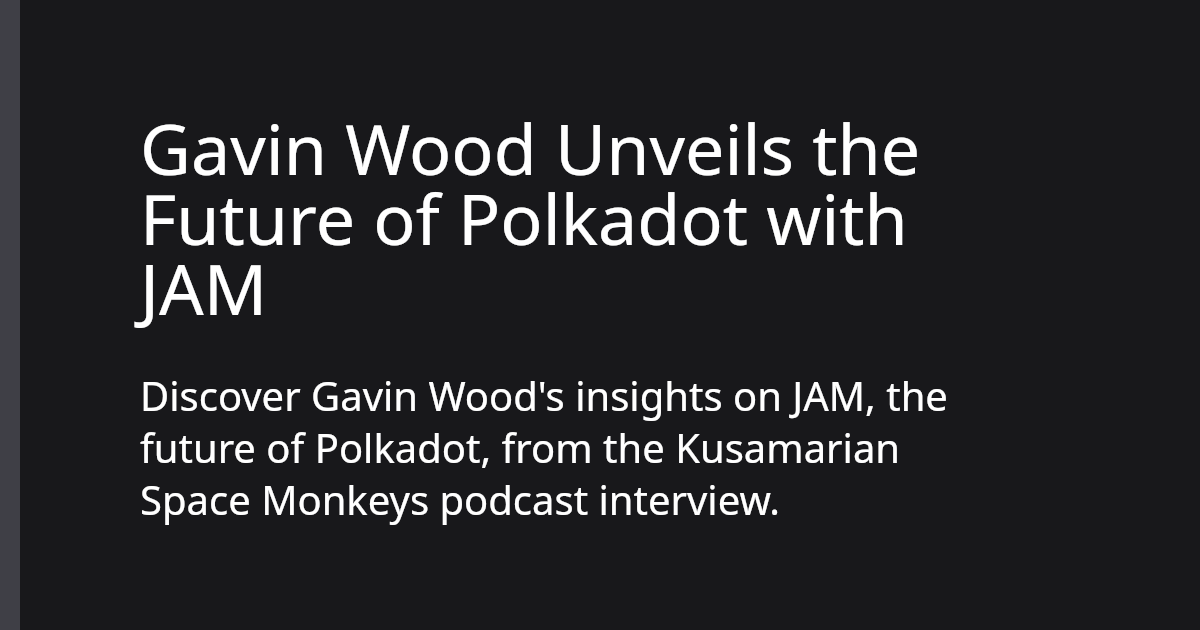 Gavin Wood Unveils the
Future of Polkadot with
JAM
Discover Gavin Wood's insights on JAM, the
future of Polkadot, from the Kusamarian
Space Monkeys podcast interview.